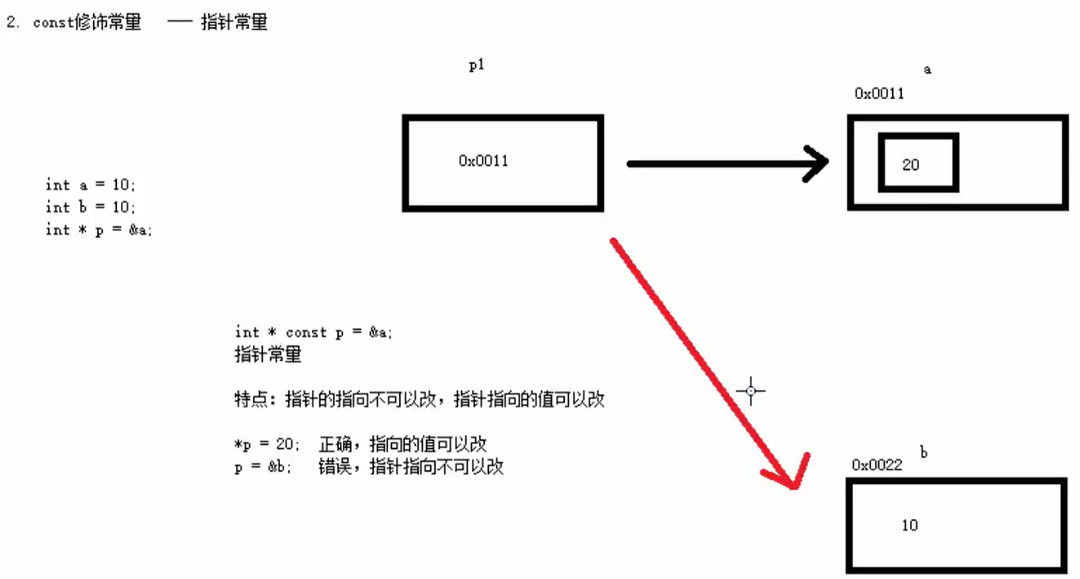 2. const修饰常量 —— 指针常量
p1
a
0x0011
0x0011
20
int a = 10;
int b = 10;
int * p = &a;
int * const p = &a;
指针常量
特点：指针的指向不可以改，指针指向的值可以改
*p = 20; 正确，指向的值可以改
p = &b; 错误，指针指向不可以改
b
0x0022
10